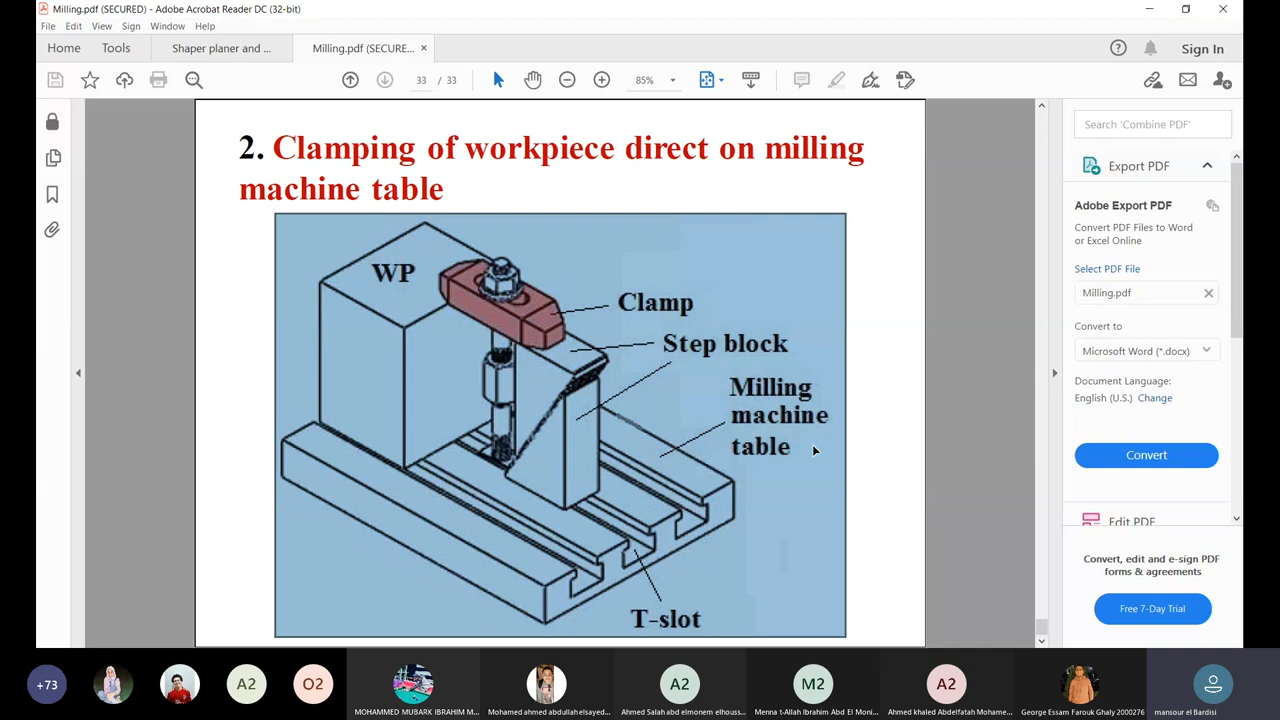 Milling.pdf (SECURED) - Adobe Acrobat Reader DC (32-bit)
File Edit View Sign Window Help
Home Tools Shaper planer and ... Milling.pdf (SECURE... × Sign In
33 / 33 85%
2. Clamping of workpiece direct on milling
machine table
WP
Clamp
Step block
Milling
machine
table
T-slot
Search 'Combine PDF'
Export PDF
Adobe Export PDF
Convert PDF Files to Word
or Excel Online
Select PDF File
Milling.pdf
Convert to
Microsoft Word (*.docx)
Document Language:
English (U.S.) Change
Convert
Edit PDF
Convert, edit and e-sign PDF
forms & agreements
Free 7-Day Trial
+73 A2 O2 A2 M2 A2
MOHAMMED MUBARK IBRAHIM M... Mohamed ahmed abdullah elsayed... Ahmed Salah abd elmonem elhouss... Menna t-Allah Ibrahim Abd El Moni... Ahmed khaled Abdelfatah Mohame... George Essam Farouk Ghaly 2000276 mansour el Bardisi